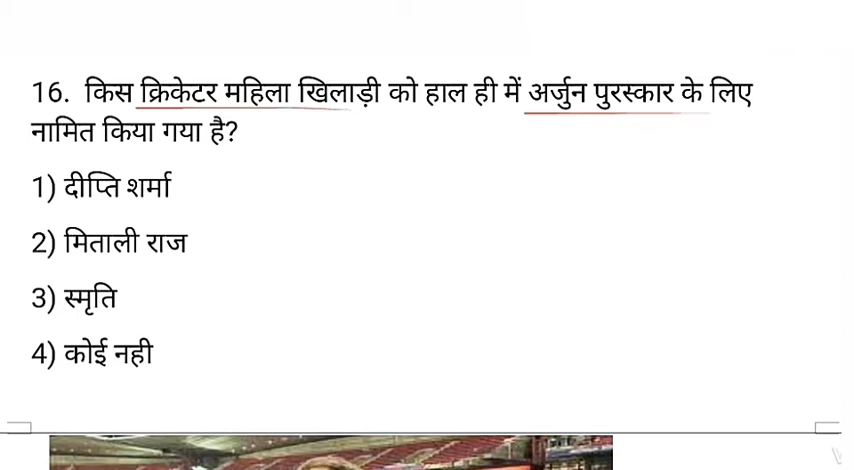 16. किस क्रिकेटर महिला खिलाड़ी को हाल ही में अर्जुन पुरस्कार के लिए
नामित किया गया है?
1) दीप्ति शर्मा
2) मिताली राज
3) स्मृति
4) कोई नही